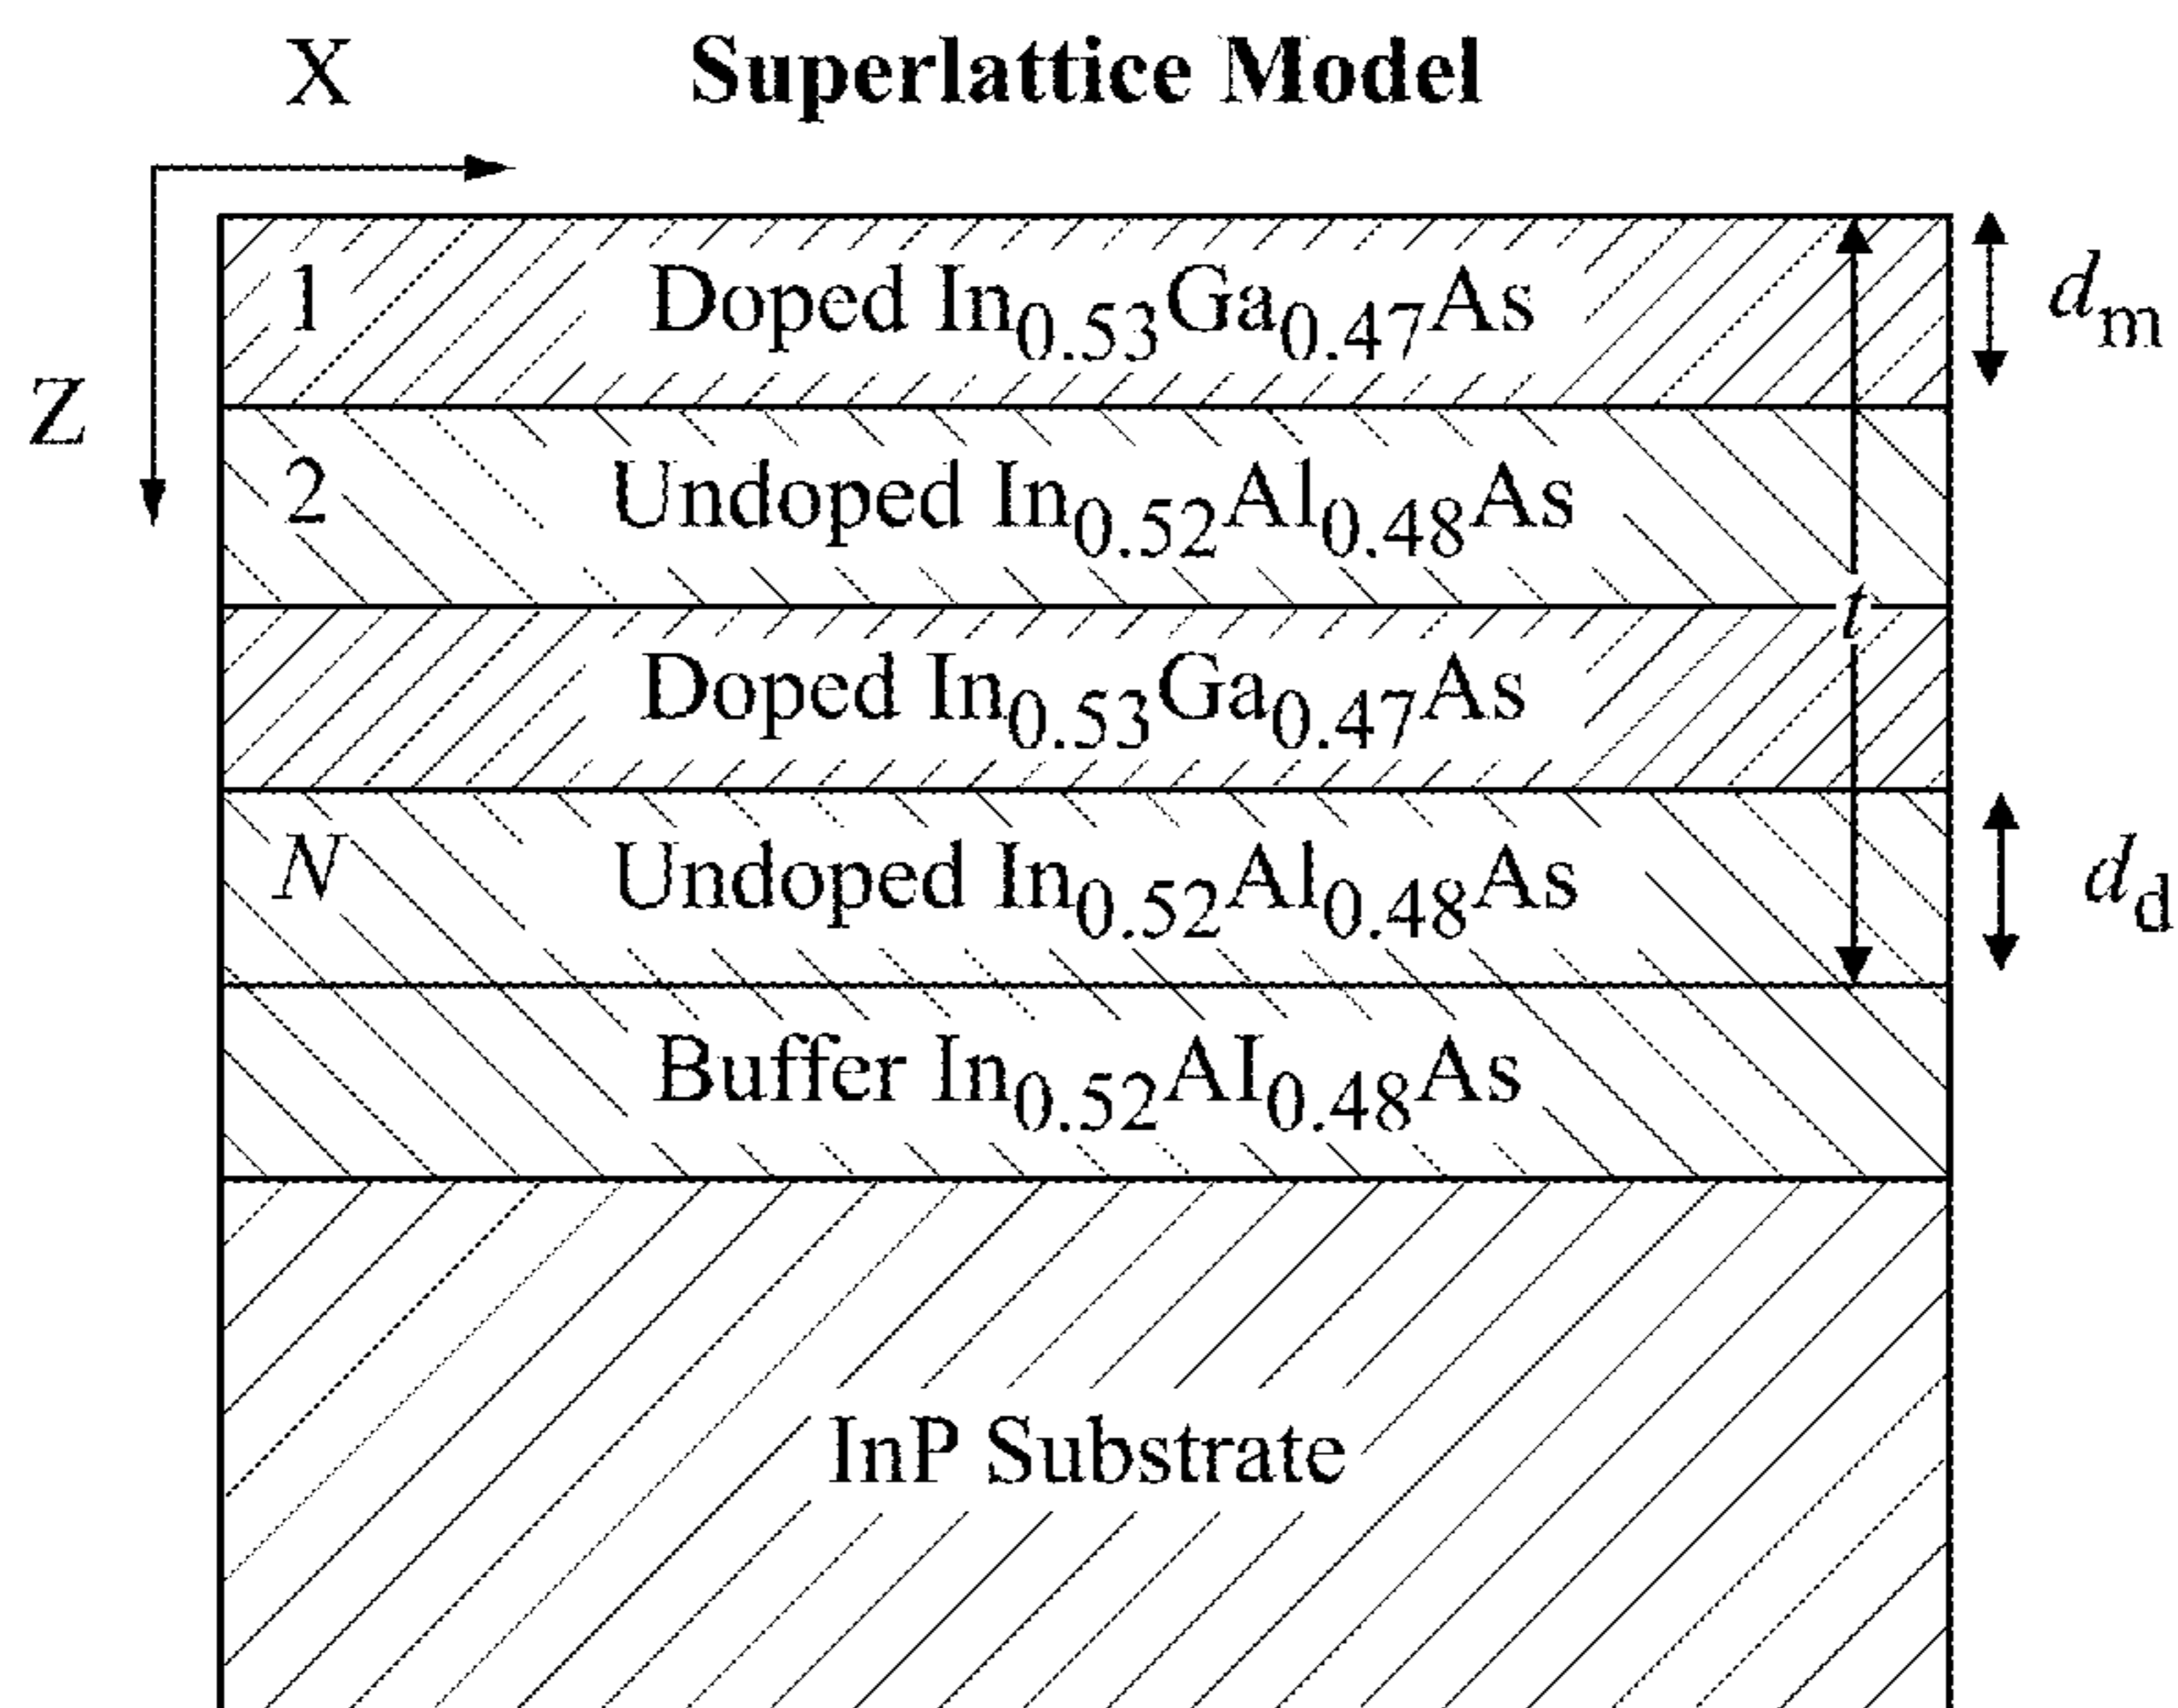 X Superlattice Model
Z
1 Doped In0.53Ga0.47As
dm
2 Undoped In0.52Al0.48As
t
Doped In0.53Ga0.47As
N Undoped In0.52Al0.48As
dd
Buffer In0.52AI0.48As
InP Substrate